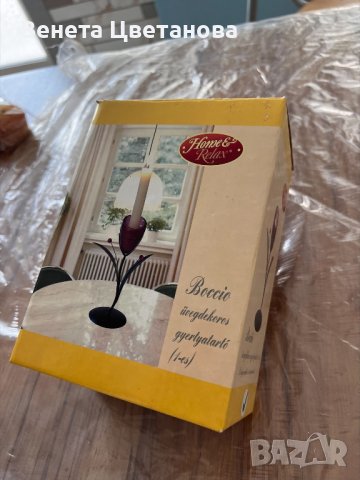 Венета Цветанова
Home &
Relax
Boccio
üvegdekoros
gyertyatartó
(1-es)
BAZAR